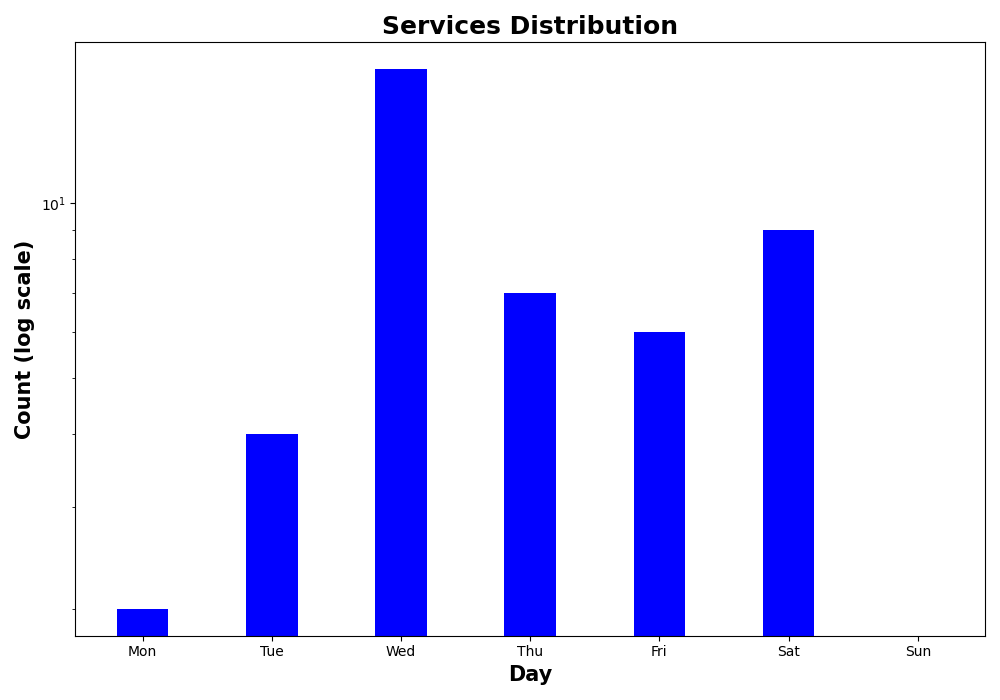 Services Distribution
Count (log scale)
10¹
Mon Tue Wed Thu Fri Sat Sun
Day